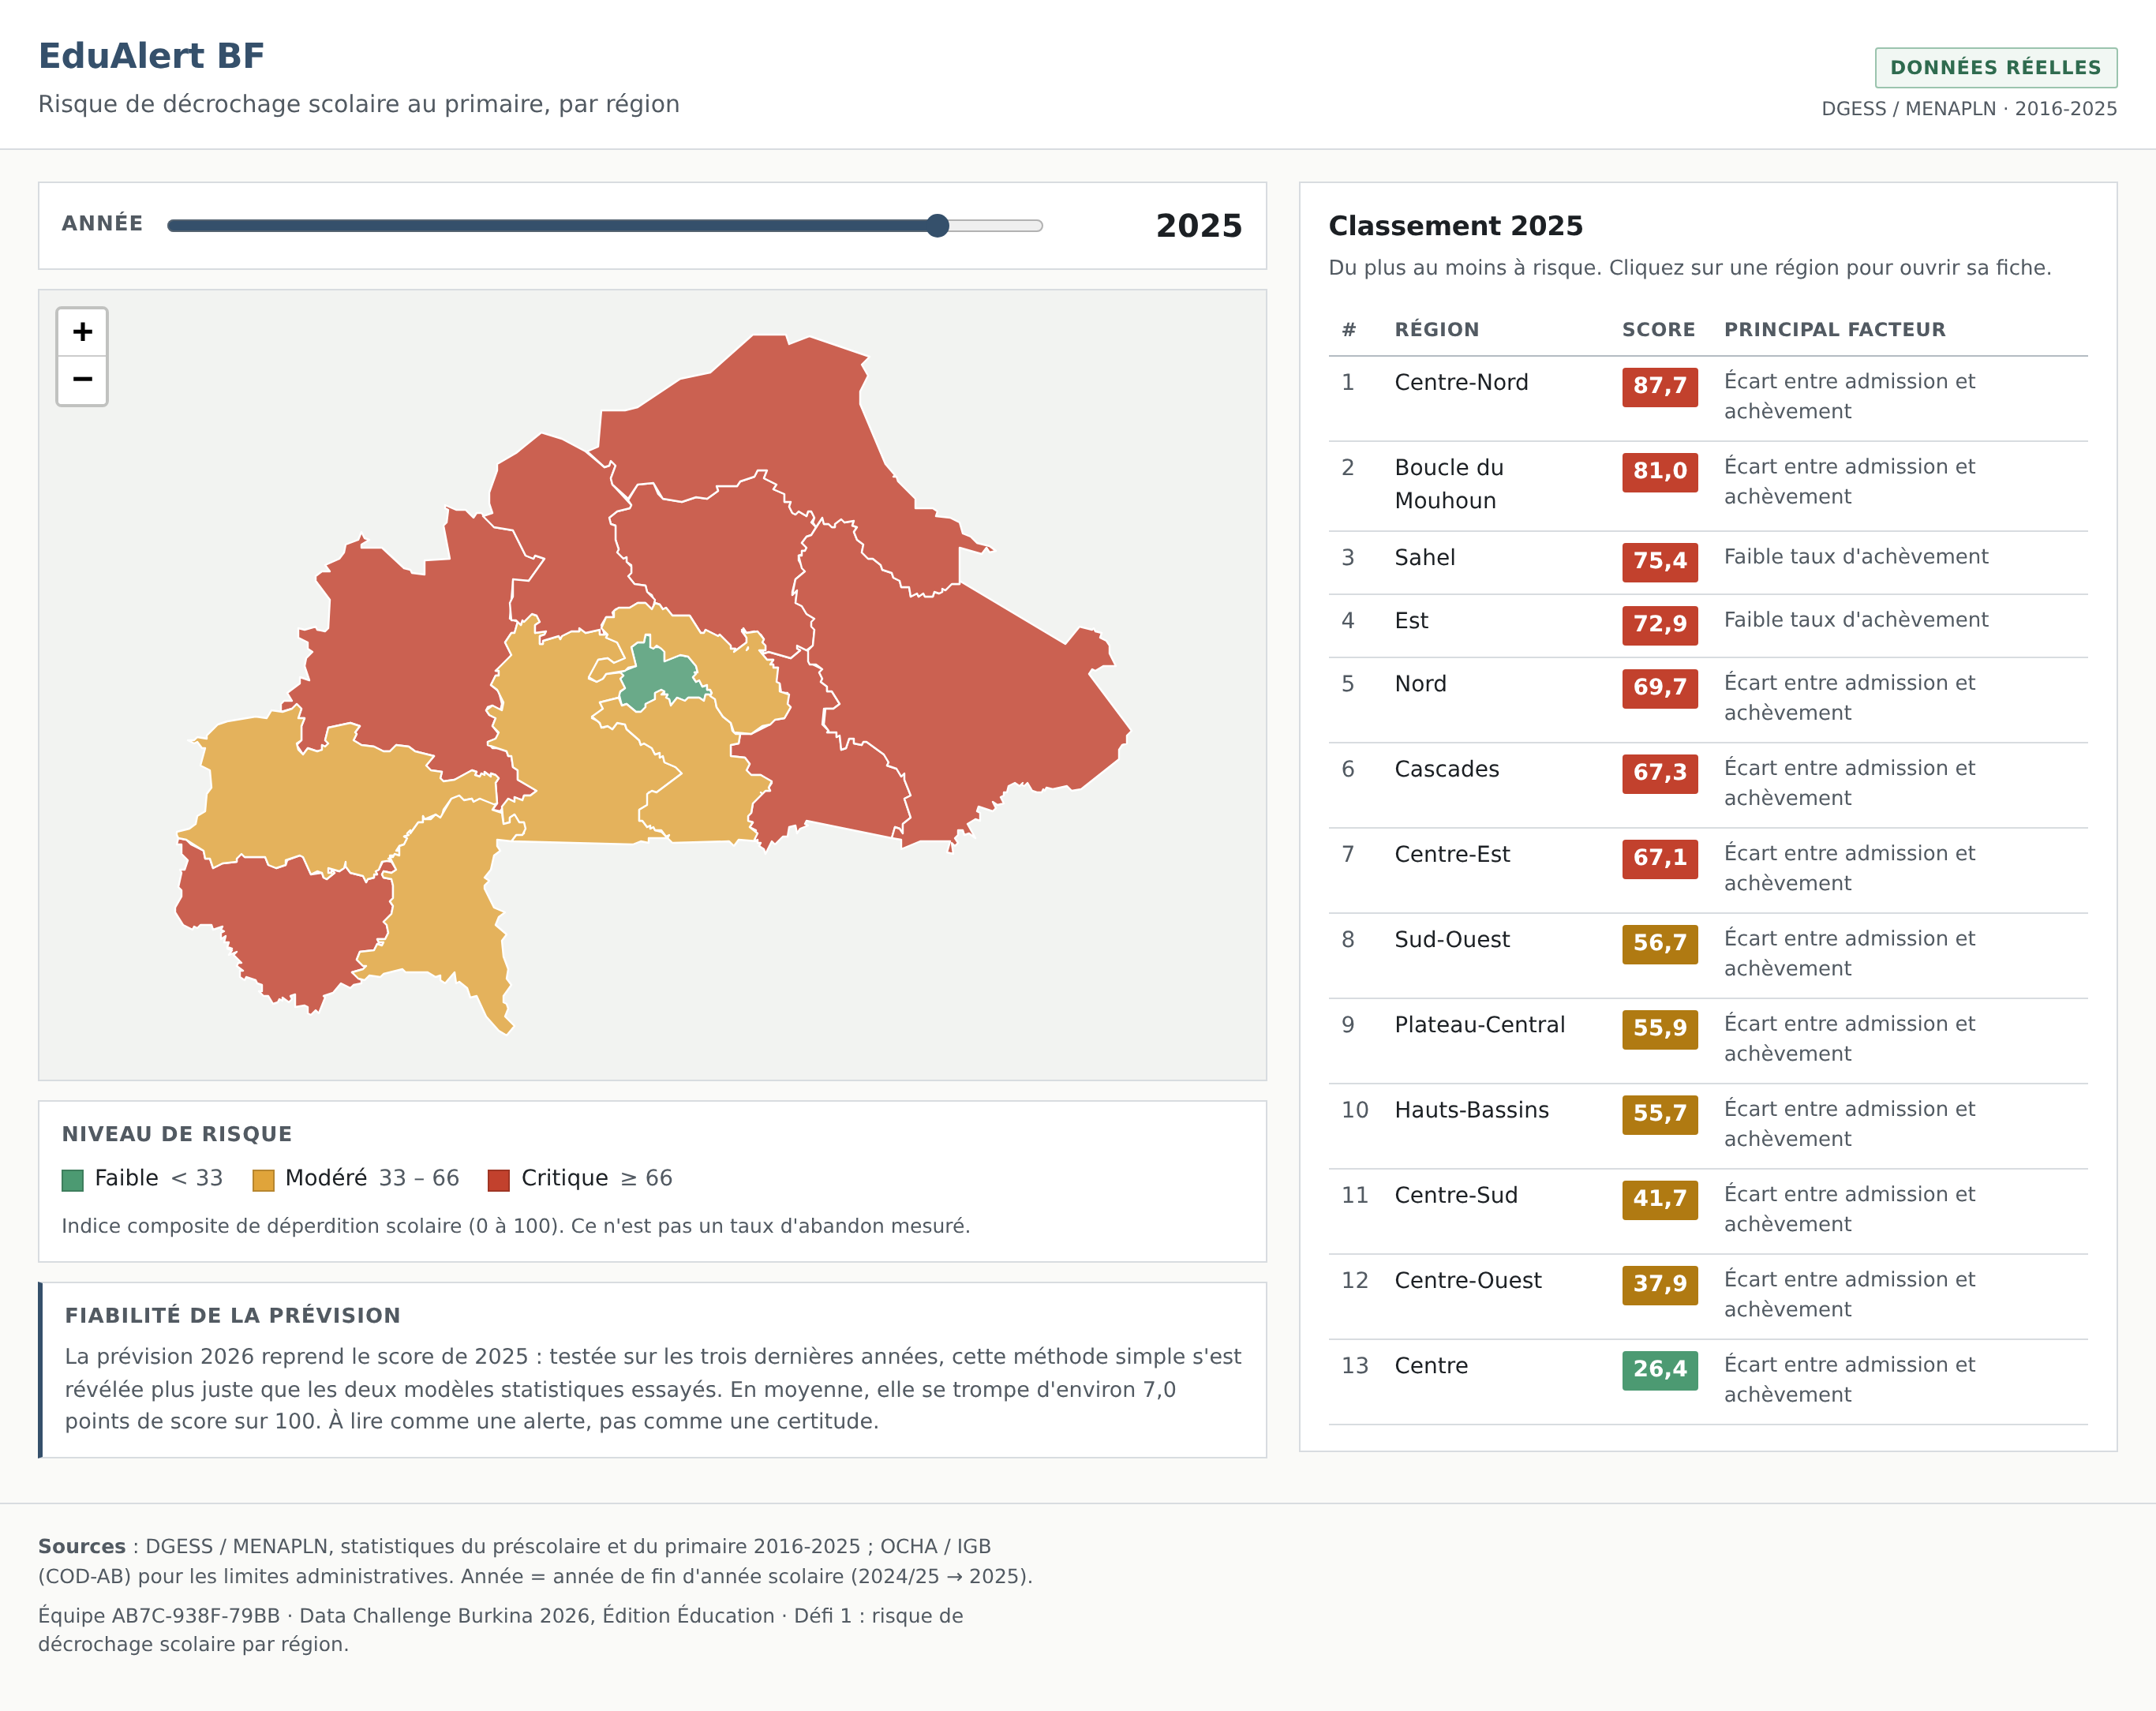 EduAlert BF
Risque de décrochage scolaire au primaire, par région
DONNÉES RÉELLES
DGESS / MENAPLN · 2016-2025
ANNÉE
2025
+
−
NIVEAU DE RISQUE
Faible < 33
Modéré 33 – 66
Critique ≥ 66
Indice composite de déperdition scolaire (0 à 100). Ce n'est pas un taux d'abandon mesuré.
FIABILITÉ DE LA PRÉVISION
La prévision 2026 reprend le score de 2025 : testée sur les trois dernières années, cette méthode simple s'est
révélée plus juste que les deux modèles statistiques essayés. En moyenne, elle se trompe d'environ 7,0
points de score sur 100. À lire comme une alerte, pas comme une certitude.
Classement 2025
Du plus au moins à risque. Cliquez sur une région pour ouvrir sa fiche.
# RÉGION SCORE PRINCIPAL FACTEUR
1 Centre-Nord 87,7 Écart entre admission et
achèvement
2 Boucle du 81,0 Écart entre admission et
Mouhoun achèvement
3 Sahel 75,4 Faible taux d'achèvement
4 Est 72,9 Faible taux d'achèvement
5 Nord 69,7 Écart entre admission et
achèvement
6 Cascades 67,3 Écart entre admission et
achèvement
7 Centre-Est 67,1 Écart entre admission et
achèvement
8 Sud-Ouest 56,7 Écart entre admission et
achèvement
9 Plateau-Central 55,9 Écart entre admission et
achèvement
10 Hauts-Bassins 55,7 Écart entre admission et
achèvement
11 Centre-Sud 41,7 Écart entre admission et
achèvement
12 Centre-Ouest 37,9 Écart entre admission et
achèvement
13 Centre 26,4 Écart entre admission et
achèvement
Sources : DGESS / MENAPLN, statistiques du préscolaire et du primaire 2016-2025 ; OCHA / IGB
(COD-AB) pour les limites administratives. Année = année de fin d'année scolaire (2024/25 → 2025).
Équipe AB7C-938F-79BB · Data Challenge Burkina 2026, Édition Éducation · Défi 1 : risque de
décrochage scolaire par région.